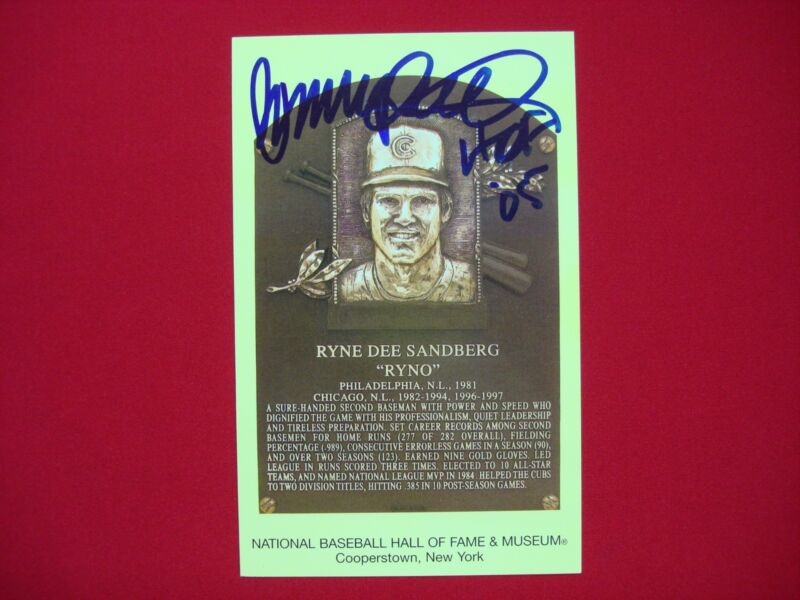 Ryne Sandberg
HOF
05
C
RYNE DEE SANDBERG
“RYNO”
PHILADELPHIA, N.L., 1981
CHICAGO, N.L., 1982-1994, 1996-1997
A SURE-HANDED SECOND BASEMAN WITH POWER AND SPEED WHO
DIGNIFIED THE GAME WITH HIS PROFESSIONALISM, QUIET LEADERSHIP
AND TIRELESS PREPARATION. SET CAREER RECORDS AMONG SECOND
BASEMEN FOR HOME RUNS (277 OF 282 OVERALL), FIELDING
PERCENTAGE (.989), CONSECUTIVE ERRORLESS GAMES IN A SEASON (90),
AND OVER TWO SEASONS (123). EARNED NINE GOLD GLOVES. LED
LEAGUE IN RUNS SCORED THREE TIMES. ELECTED TO 10 ALL-STAR
TEAMS, AND NAMED NATIONAL LEAGUE MVP IN 1984. HELPED THE CUBS
TO TWO DIVISION TITLES, HITTING .385 IN 10 POST-SEASON GAMES.
NATIONAL BASEBALL HALL OF FAME & MUSEUM®
Cooperstown, New York